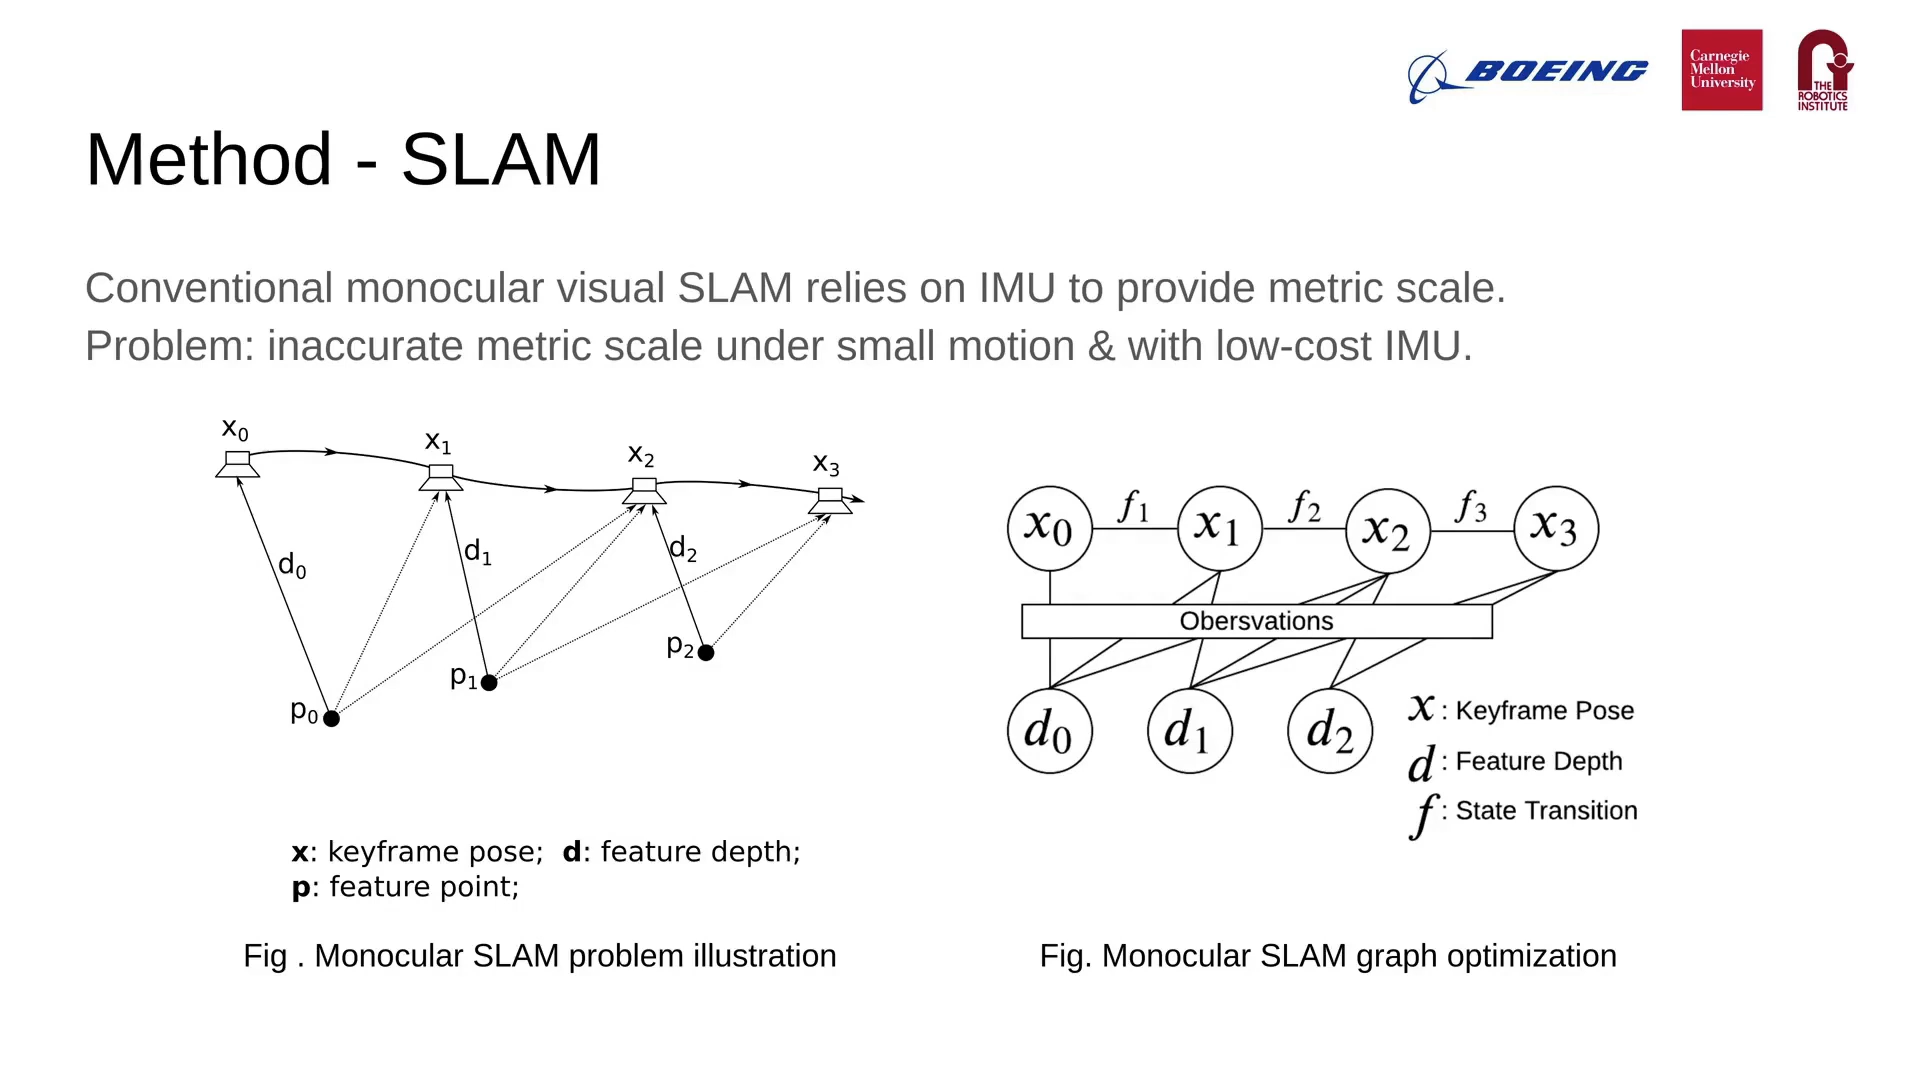 BOEING
Carnegie
Mellon
University
THE
ROBOTICS
INSTITUTE
Method - SLAM
Conventional monocular visual SLAM relies on IMU to provide metric scale.
Problem: inaccurate metric scale under small motion & with low-cost IMU.
x0 x1 x2 x3
d0 d1 d2
p0 p1 p2
x: keyframe pose; d: feature depth;
p: feature point;
Fig . Monocular SLAM problem illustration
x0 f1 x1 f2 x2 f3 x3
Obersvations
d0 d1 d2
x : Keyframe Pose
d : Feature Depth
f : State Transition
Fig. Monocular SLAM graph optimization